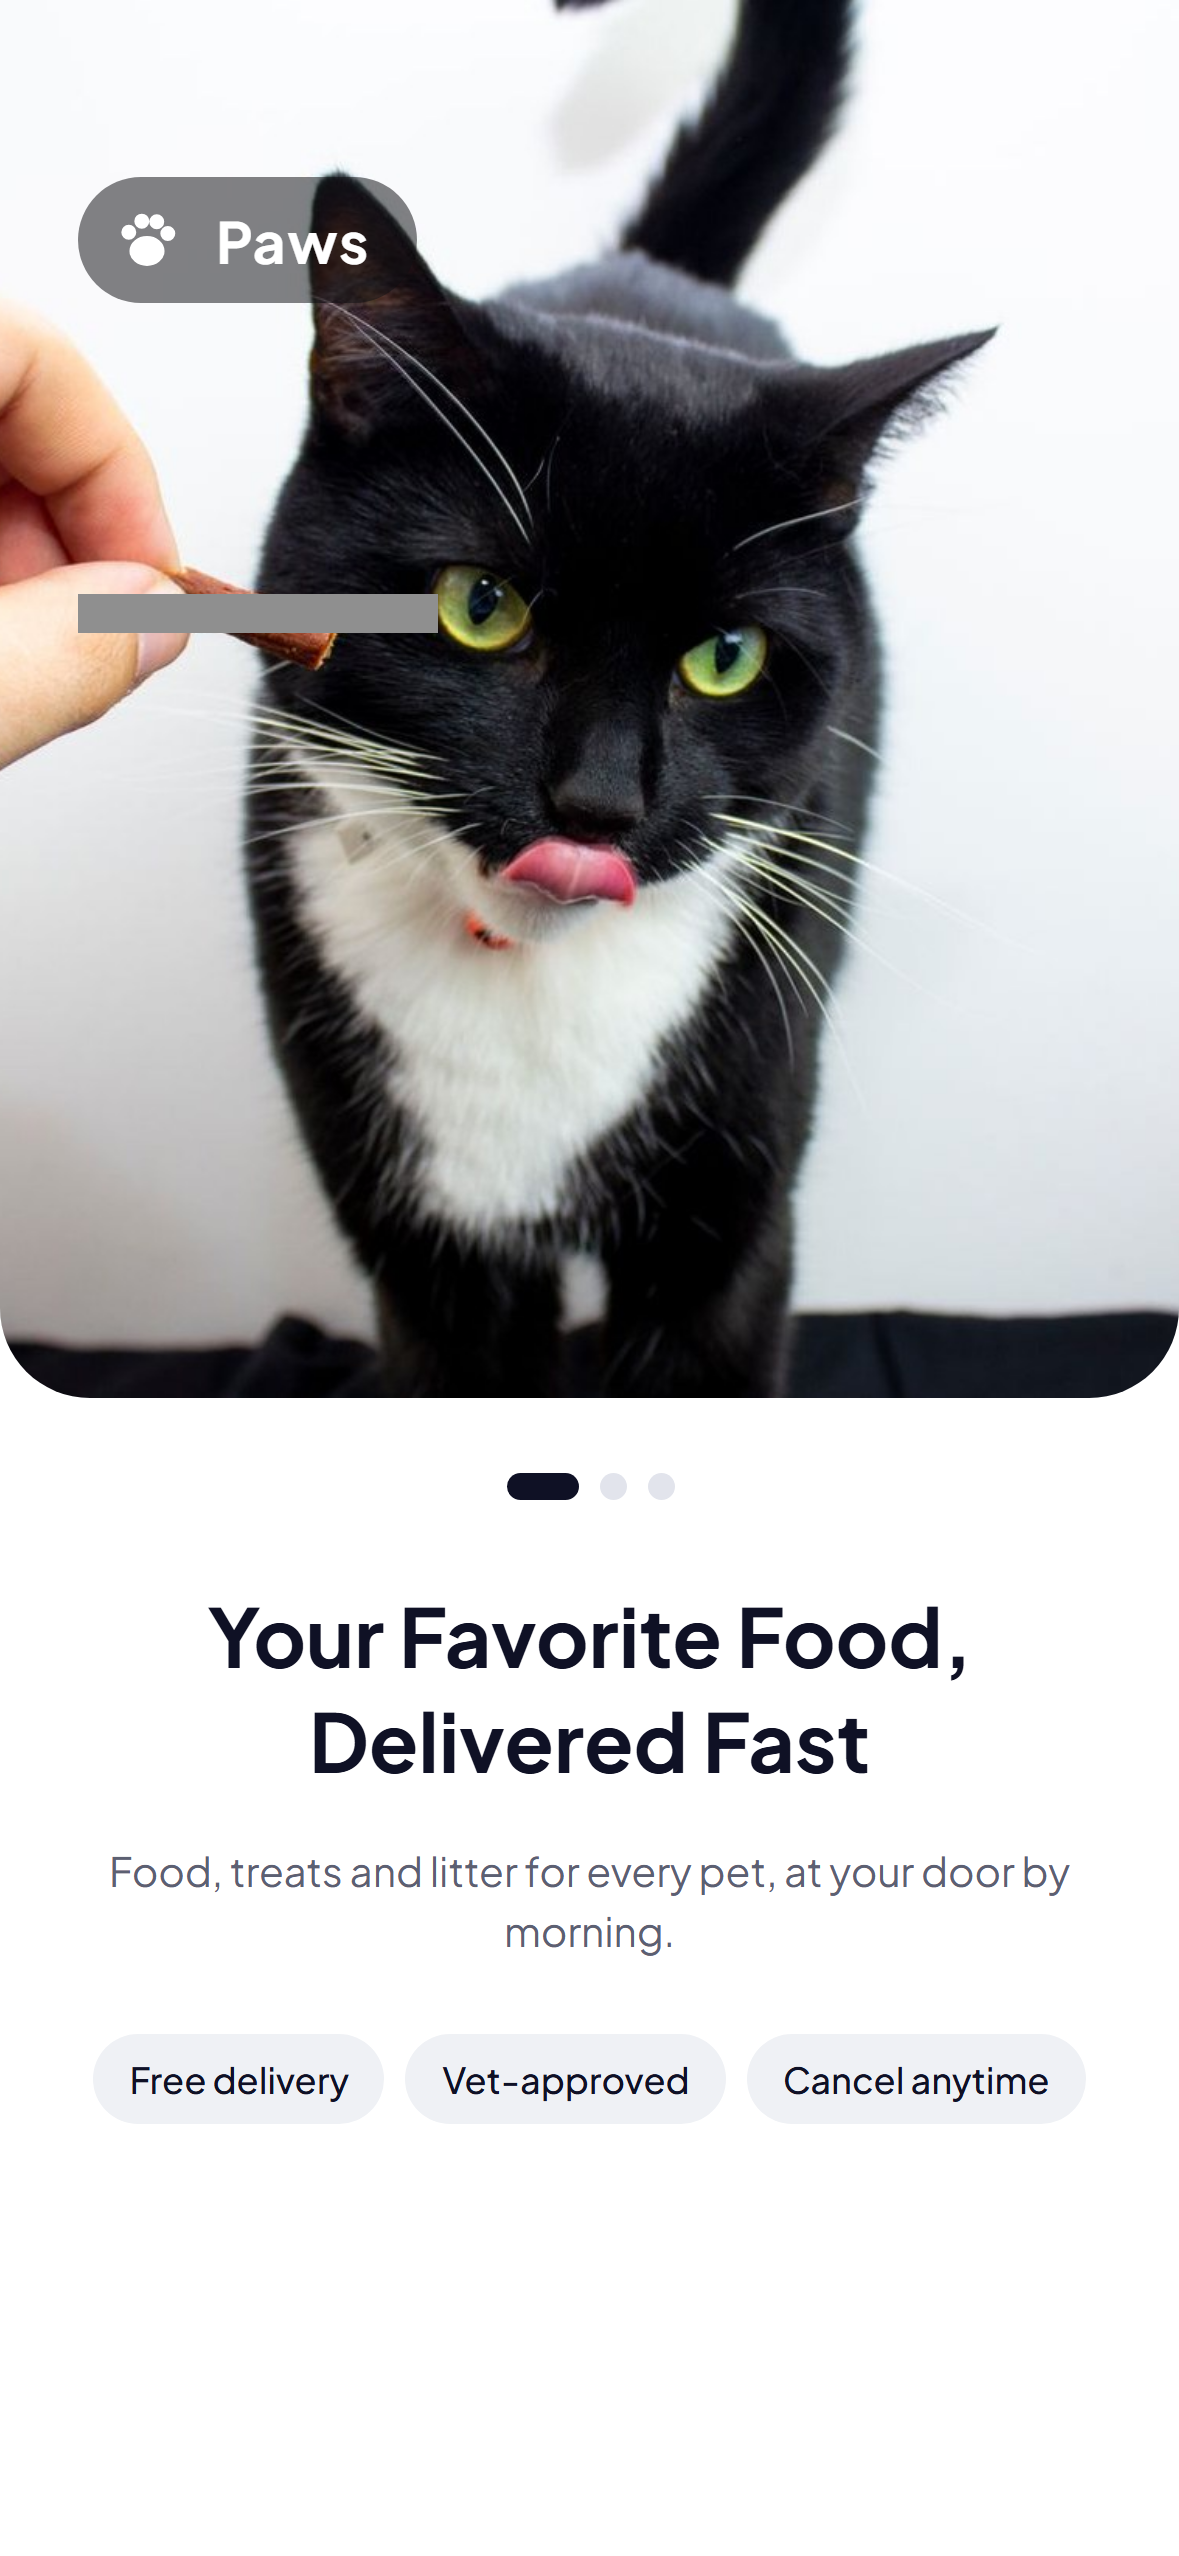 Paws
Your Favorite Food,
Delivered Fast
Food, treats and litter for every pet, at your door by
morning.
Free delivery
Vet-approved
Cancel anytime